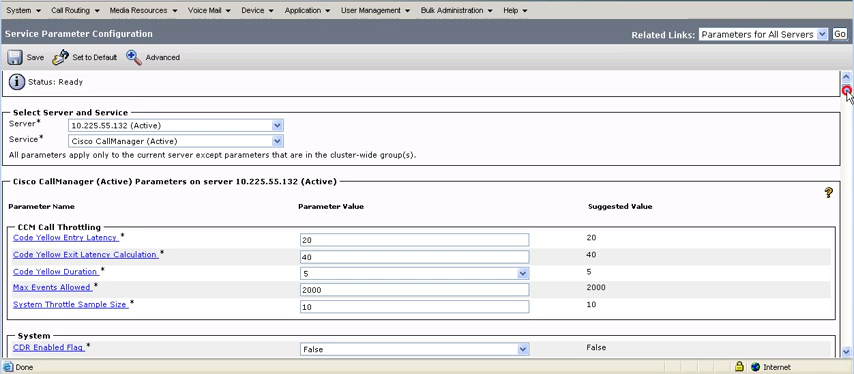 System Call Routing Media Resources Voice Mail Device Application User Management Bulk Administration Help
Service Parameter Configuration Related Links: Parameters for All Servers Go
Save Set to Default Advanced
Status: Ready
Select Server and Service
Server* 10.225.55.132 (Active)
Service* Cisco CallManager (Active)
All parameters apply only to the current server except parameters that are in the cluster-wide group(s).
Cisco CallManager (Active) Parameters on server 10.225.55.132 (Active)
?
Parameter Name Parameter Value Suggested Value
CCM Call Throttling
Code Yellow Entry Latency * 20 20
Code Yellow Exit Latency Calculation * 40 40
Code Yellow Duration * 5 5
Max Events Allowed * 2000 2000
System Throttle Sample Size * 10 10
System
CDR Enabled Flag * False False
Done Internet